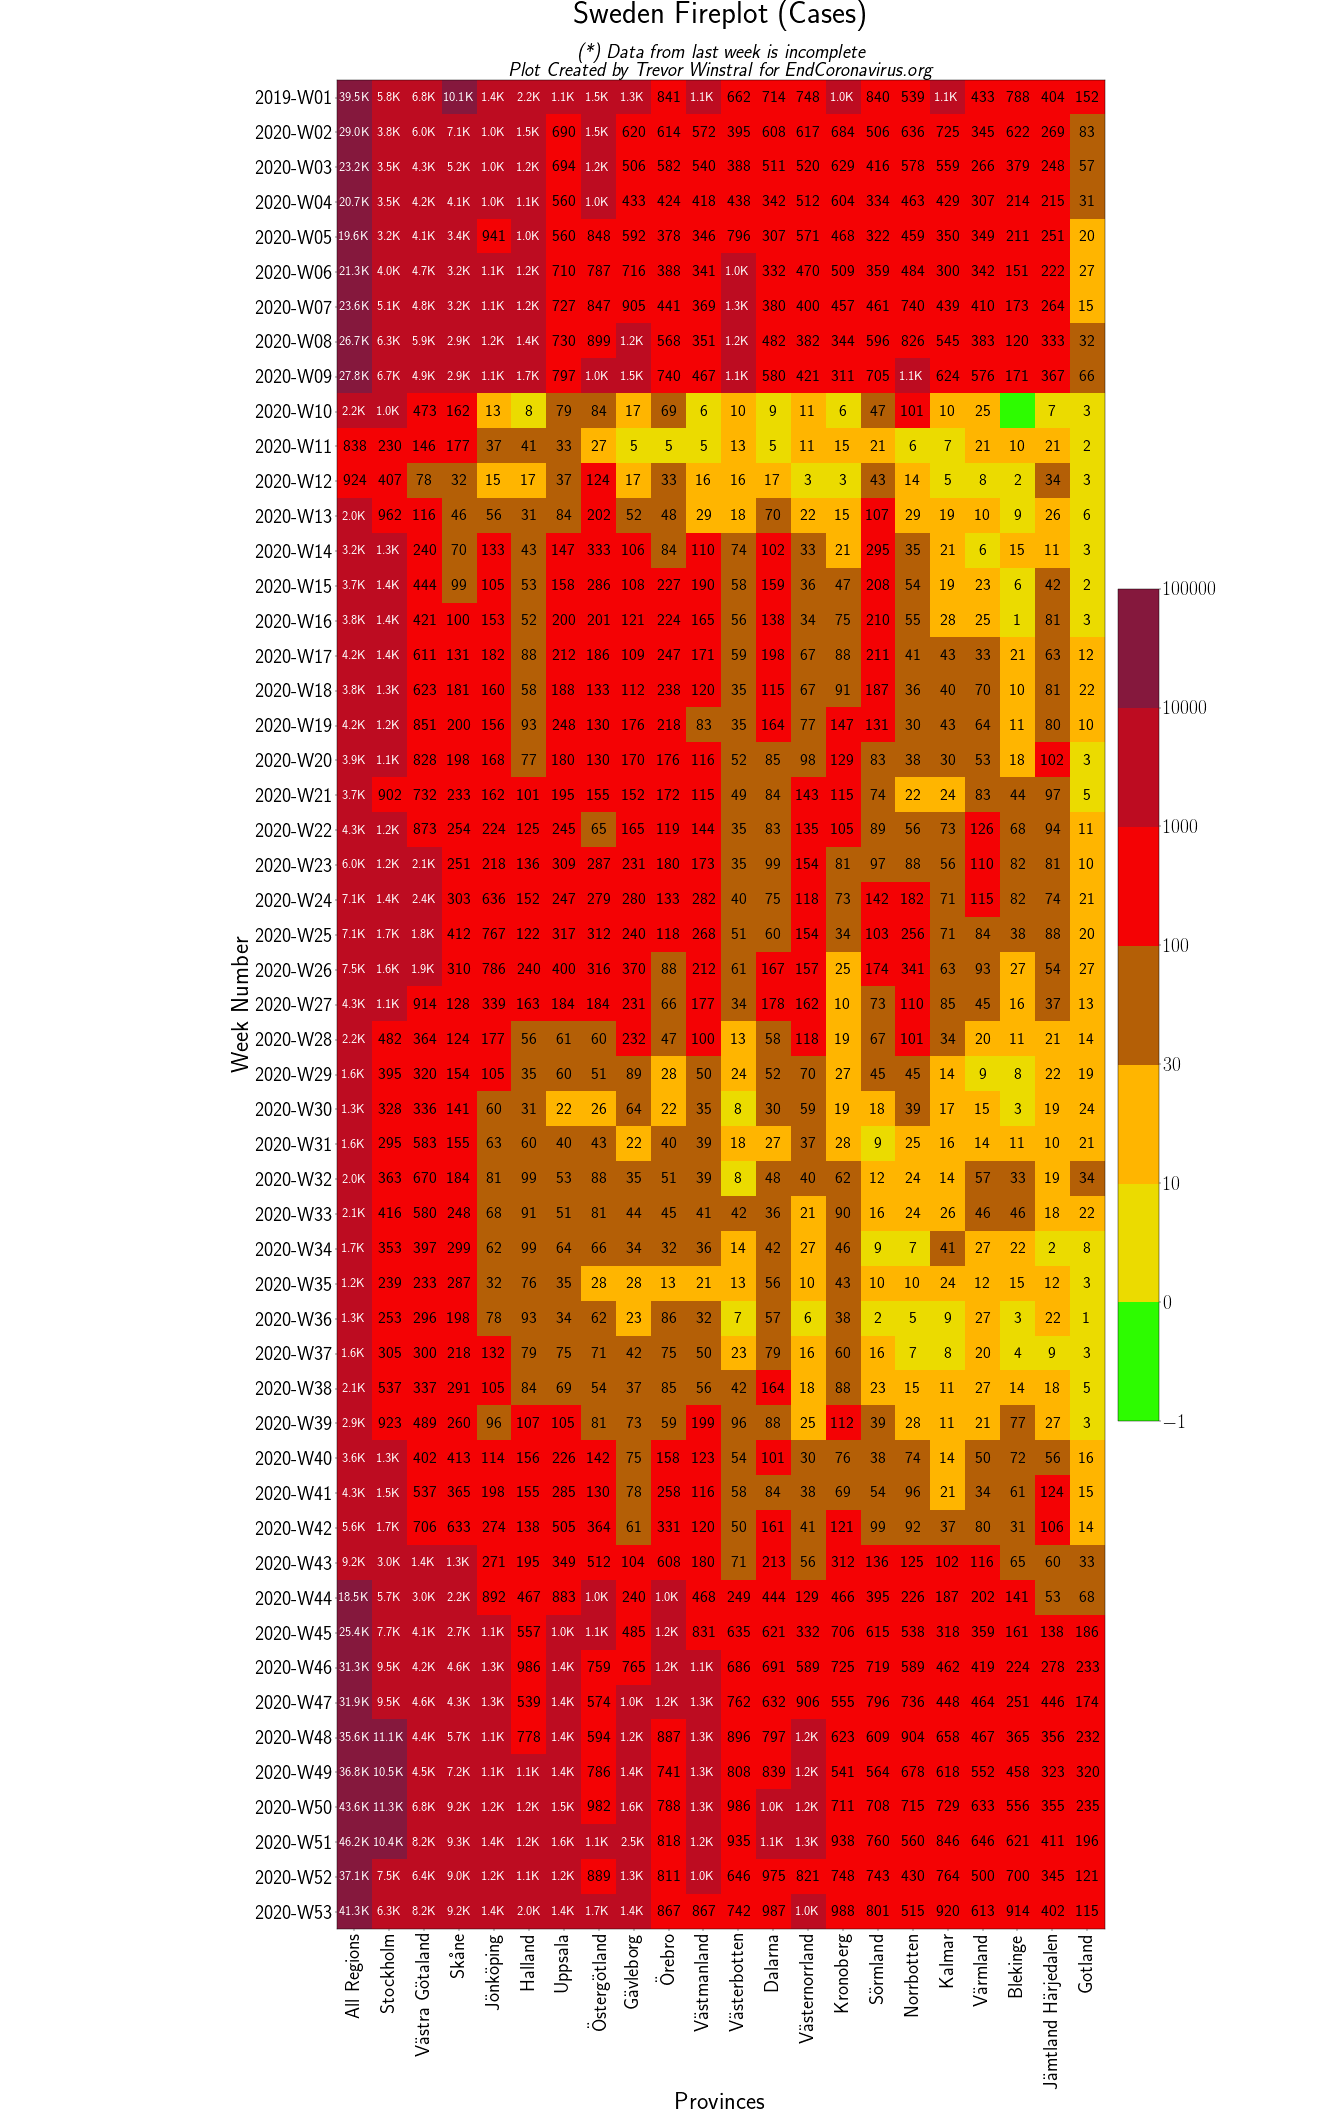 Sweden Fireplot (Cases)
(*) Data from last week is incomplete
Plot Created by Trevor Winstral for EndCoronavirus.org
2019-W01 39.5K 5.8K 6.8K 10.1K 1.4K 2.2K 1.1K 1.5K 1.3K 841 1.1K 662 714 748 1.0K 840 539 1.1K 433 788 404 152
2020-W02 29.0K 3.8K 6.0K 7.1K 1.0K 1.5K 690 1.5K 620 614 572 395 608 617 684 506 636 725 345 622 269 83
2020-W03 23.2K 3.5K 4.3K 5.2K 1.0K 1.2K 694 1.2K 506 582 540 388 511 520 629 416 578 559 266 379 248 57
2020-W04 20.7K 3.5K 4.2K 4.1K 1.0K 1.1K 560 1.0K 433 424 418 438 342 512 604 334 463 429 307 214 215 31
2020-W05 19.6K 3.2K 4.1K 3.4K 941 1.0K 560 848 592 378 346 796 307 571 468 322 459 350 349 211 251 20
2020-W06 21.3K 4.0K 4.7K 3.2K 1.1K 1.2K 710 787 716 388 341 1.0K 332 470 509 359 484 300 342 151 222 27
2020-W07 23.6K 5.1K 4.8K 3.2K 1.1K 1.2K 727 847 905 441 369 1.3K 380 400 457 461 740 439 410 173 264 15
2020-W08 26.7K 6.3K 5.9K 2.9K 1.2K 1.4K 730 899 1.2K 568 351 1.2K 482 382 344 596 826 545 383 120 333 32
2020-W09 27.8K 6.7K 4.9K 2.9K 1.1K 1.7K 797 1.0K 1.5K 740 467 1.1K 580 421 311 705 1.1K 624 576 171 367 66
2020-W10 2.2K 1.0K 473 162 13 8 79 84 17 69 6 10 9 11 6 47 101 10 25 7 3
2020-W11 838 230 146 177 37 41 33 27 5 5 5 13 5 11 15 21 6 7 21 10 21 2
2020-W12 924 407 78 32 15 17 37 124 17 33 16 16 17 3 3 43 14 5 8 2 34 3
2020-W13 2.0K 962 116 46 56 31 84 202 52 48 29 18 70 22 15 107 29 19 10 9 26 6
2020-W14 3.2K 1.3K 240 70 133 43 147 333 106 84 110 74 102 33 21 295 35 21 6 15 11 3
2020-W15 3.7K 1.4K 444 99 105 53 158 286 108 227 190 58 159 36 47 208 54 19 23 6 42 2
2020-W16 3.8K 1.4K 421 100 153 52 200 201 121 224 165 56 138 34 75 210 55 28 25 1 81 3
2020-W17 4.2K 1.4K 611 131 182 88 212 186 109 247 171 59 198 67 88 211 41 43 33 21 63 12
2020-W18 3.8K 1.3K 623 181 160 58 188 133 112 238 120 35 115 67 91 187 36 40 70 10 81 22
2020-W19 4.2K 1.2K 851 200 156 93 248 130 176 218 83 35 164 77 147 131 30 43 64 11 80 10
2020-W20 3.9K 1.1K 828 198 168 77 180 130 170 176 116 52 85 98 129 83 38 30 53 18 102 3
2020-W21 3.7K 902 732 233 162 101 195 155 152 172 115 49 84 143 115 74 22 24 83 44 97 5
2020-W22 4.3K 1.2K 873 254 224 125 245 65 165 119 144 35 83 135 105 89 56 73 126 68 94 11
2020-W23 6.0K 1.2K 2.1K 251 218 136 309 287 231 180 173 35 99 154 81 97 88 56 110 82 81 10
2020-W24 7.1K 1.4K 2.4K 303 636 152 247 279 280 133 282 40 75 118 73 142 182 71 115 82 74 21
2020-W25 7.1K 1.7K 1.8K 412 767 122 317 312 240 118 268 51 60 154 34 103 256 71 84 38 88 20
2020-W26 7.5K 1.6K 1.9K 310 786 240 400 316 370 88 212 61 167 157 25 174 341 63 93 27 54 27
2020-W27 4.3K 1.1K 914 128 339 163 184 184 231 66 177 34 178 162 10 73 110 85 45 16 37 13
2020-W28 2.2K 482 364 124 177 56 61 60 232 47 100 13 58 118 19 67 101 34 20 11 21 14
2020-W29 1.6K 395 320 154 105 35 60 51 89 28 50 24 52 70 27 45 45 14 9 8 22 19
2020-W30 1.3K 328 336 141 60 31 22 26 64 22 35 8 30 59 19 18 39 17 15 3 19 24
2020-W31 1.6K 295 583 155 63 60 40 43 22 40 39 18 27 37 28 9 25 16 14 11 10 21
2020-W32 2.0K 363 670 184 81 99 53 88 35 51 39 8 48 40 62 12 24 14 57 33 19 34
2020-W33 2.1K 416 580 248 68 91 51 81 44 45 41 42 36 21 90 16 24 26 46 46 18 22
2020-W34 1.7K 353 397 299 62 99 64 66 34 32 36 14 42 27 46 9 7 41 27 22 2 8
2020-W35 1.2K 239 233 287 32 76 35 28 28 13 21 13 56 10 43 10 10 24 12 15 12 3
2020-W36 1.3K 253 296 198 78 93 34 62 23 86 32 7 57 6 38 2 5 9 27 3 22 1
2020-W37 1.6K 305 300 218 132 79 75 71 42 75 50 23 79 16 60 16 7 8 20 4 9 3
2020-W38 2.1K 537 337 291 105 84 69 54 37 85 56 42 164 18 88 23 15 11 27 14 18 5
2020-W39 2.9K 923 489 260 96 107 105 81 73 59 199 96 88 25 112 39 28 11 21 77 27 3
2020-W40 3.6K 1.3K 402 413 114 156 226 142 75 158 123 54 101 30 76 38 74 14 50 72 56 16
2020-W41 4.3K 1.5K 537 365 198 155 285 130 78 258 116 58 84 38 69 54 96 21 34 61 124 15
2020-W42 5.6K 1.7K 706 633 274 138 505 364 61 331 120 50 161 41 121 99 92 37 80 31 106 14
2020-W43 9.2K 3.0K 1.4K 1.3K 271 195 349 512 104 608 180 71 213 56 312 136 125 102 116 65 60 33
2020-W44 18.5K 5.7K 3.0K 2.2K 892 467 883 1.0K 240 1.0K 468 249 444 129 466 395 226 187 202 141 53 68
2020-W45 25.4K 7.7K 4.1K 2.7K 1.1K 557 1.0K 1.1K 485 1.2K 831 635 621 332 706 615 538 318 359 161 138 186
2020-W46 31.3K 9.5K 4.2K 4.6K 1.3K 986 1.4K 759 765 1.2K 1.1K 686 691 589 725 719 589 462 419 224 278 233
2020-W47 31.9K 9.5K 4.6K 4.3K 1.3K 539 1.4K 574 1.0K 1.2K 1.3K 762 632 906 555 796 736 448 464 251 446 174
2020-W48 35.6K 11.1K 4.4K 5.7K 1.1K 778 1.4K 594 1.2K 887 1.3K 896 797 1.2K 623 609 904 658 467 365 356 232
2020-W49 36.8K 10.5K 4.5K 7.2K 1.1K 1.1K 1.4K 786 1.4K 741 1.3K 808 839 1.2K 541 564 678 618 552 458 323 320
2020-W50 43.6K 11.3K 6.8K 9.2K 1.2K 1.2K 1.5K 982 1.6K 788 1.3K 986 1.0K 1.2K 711 708 715 729 633 556 355 235
2020-W51 46.2K 10.4K 8.2K 9.3K 1.4K 1.2K 1.6K 1.1K 2.5K 818 1.2K 935 1.1K 1.3K 938 760 560 846 646 621 411 196
2020-W52 37.1K 7.5K 6.4K 9.0K 1.2K 1.1K 1.2K 889 1.3K 811 1.0K 646 975 821 748 743 430 764 500 700 345 121
2020-W53 41.3K 6.3K 8.2K 9.2K 1.4K 2.0K 1.4K 1.7K 1.4K 867 867 742 987 1.0K 988 801 515 920 613 914 402 115
Week Number
100000
10000
1000
100
30
10
0
−1
All Regions
Stockholm
Västra Götaland
Skåne
Jönköping
Halland
Uppsala
Östergötland
Gävleborg
Örebro
Västmanland
Västerbotten
Dalarna
Västernorrland
Kronoberg
Sörmland
Norrbotten
Kalmar
Värmland
Blekinge
Jämtland Härjedalen
Gotland
Provinces